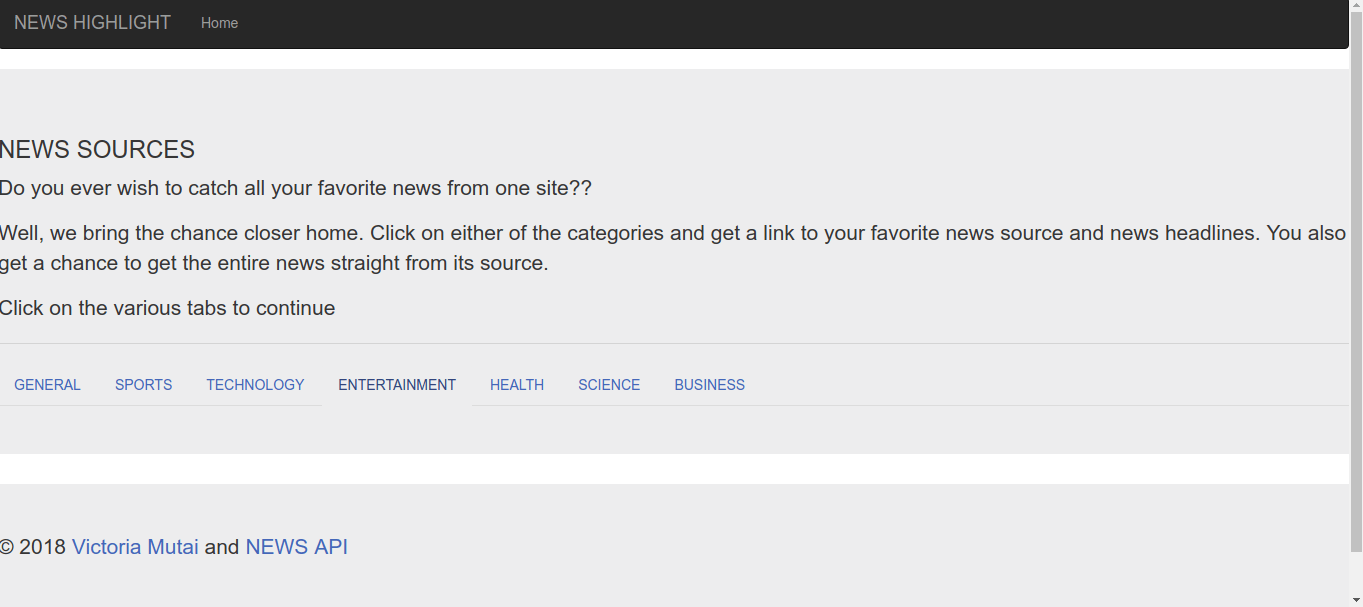 NEWS HIGHLIGHT Home
NEWS SOURCES
Do you ever wish to catch all your favorite news from one site??
Well, we bring the chance closer home. Click on either of the categories and get a link to your favorite news source and news headlines. You also
get a chance to get the entire news straight from its source.
Click on the various tabs to continue
GENERAL SPORTS TECHNOLOGY ENTERTAINMENT HEALTH SCIENCE BUSINESS
© 2018 Victoria Mutai and NEWS API